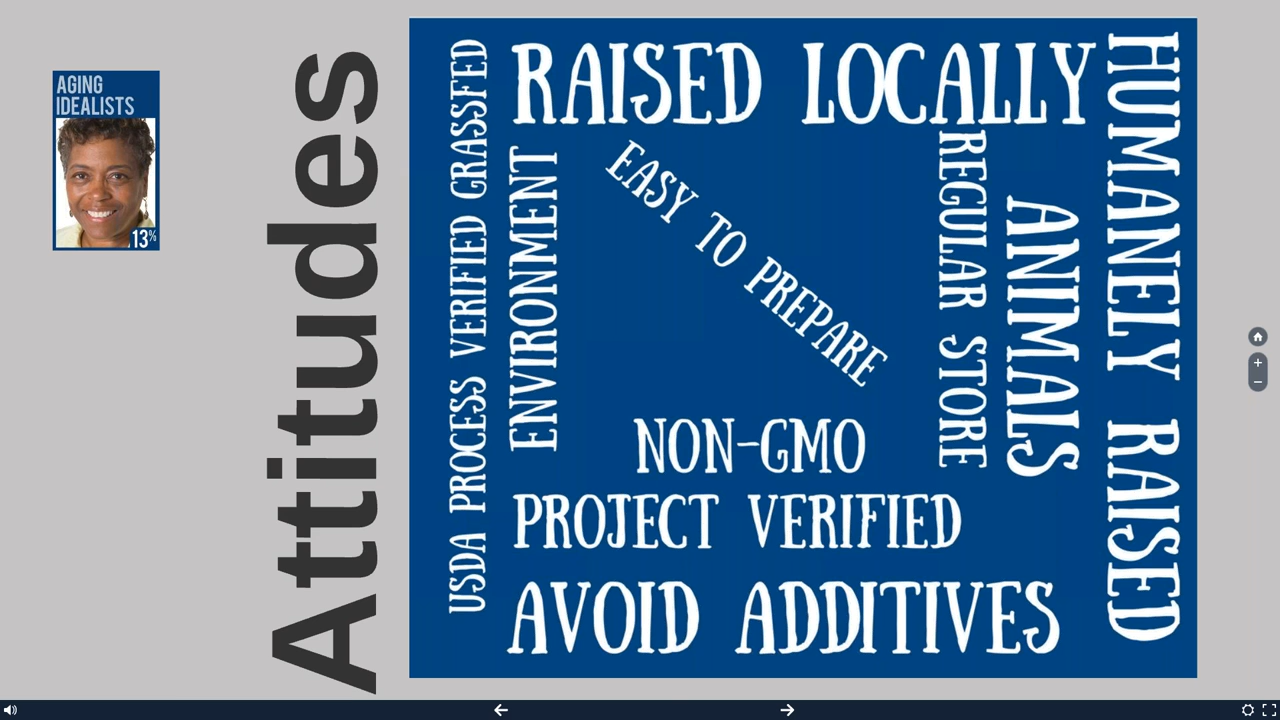 AGING
IDEALISTS
13%
Attitudes
USDA PROCESS VERIFIED GRASSFED
RAISED LOCALLY
ENVIRONMENT
EASY TO PREPARE
REGULAR STORE
ANIMALS
HUMANELY RAISED
NON-GMO
PROJECT VERIFIED
AVOID ADDITIVES